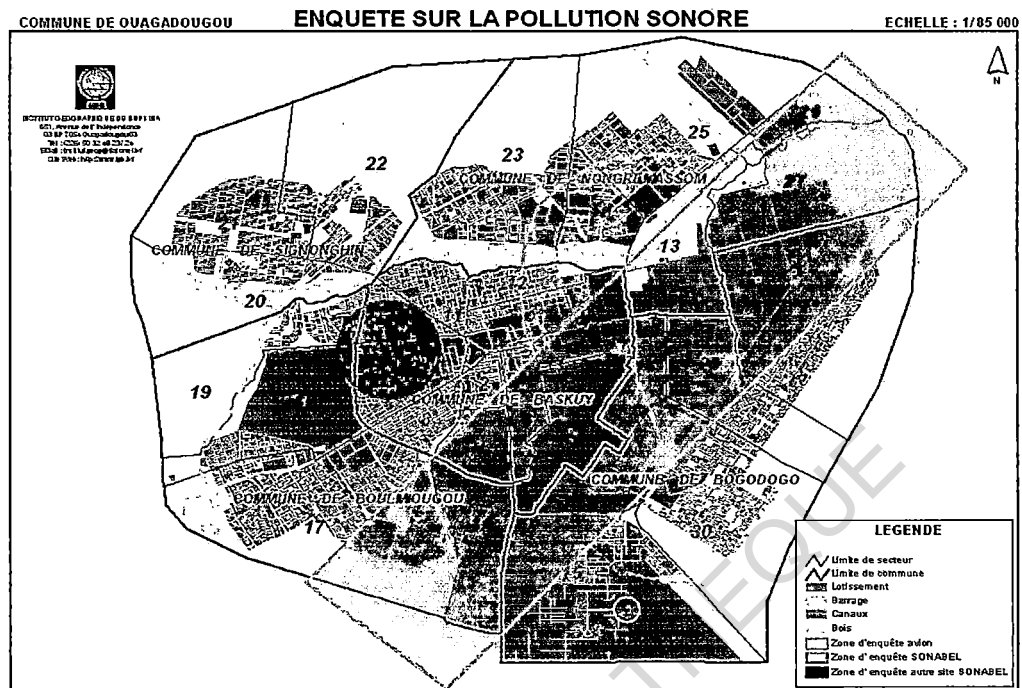 COMMUNE DE OUAGADOUGOU
ENQUETE SUR LA POLLUTION SONORE
ECHELLE : 1/85 000
N
22
23
25
COMMUNE DE NONGREMASSOM
27
13
COMMUNE DE SIGNONGHIN
20
12
19
COMMUNE DE BASKUY
COMMUNE DE BOGODOGO
COMMUNE DE BOULMIOUGOU
17
30
LEGENDE
Limite de secteur
Limite de commune
Lotissement
Barrage
Canaux
Bois
Zone d'enquête avion
Zone d'enquête SONABEL
Zone d'enquête autre site SONABEL